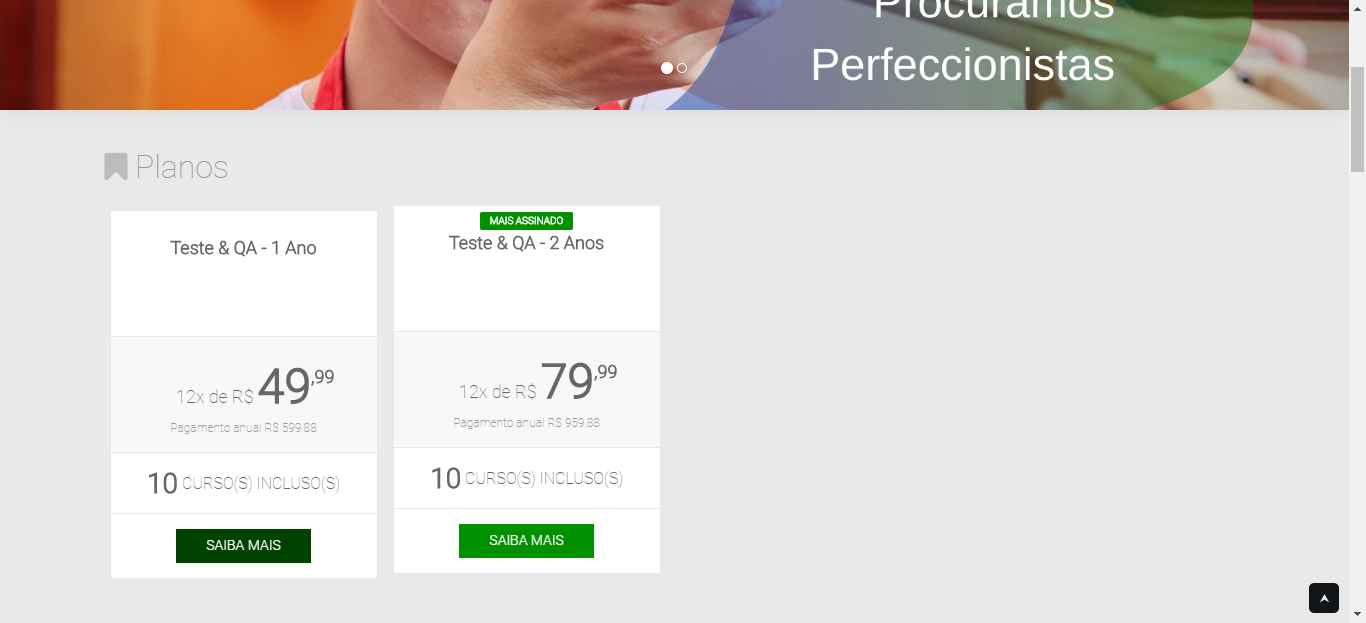 Procuramos
Perfeccionistas
Planos
Teste & QA - 1 Ano
12x de R$ 49,99
Pagamento anual R$ 599,88
10 CURSO(S) INCLUSO(S)
SAIBA MAIS
MAIS ASSINADO
Teste & QA - 2 Anos
12x de R$ 79,99
Pagamento anual R$ 959,88
10 CURSO(S) INCLUSO(S)
SAIBA MAIS